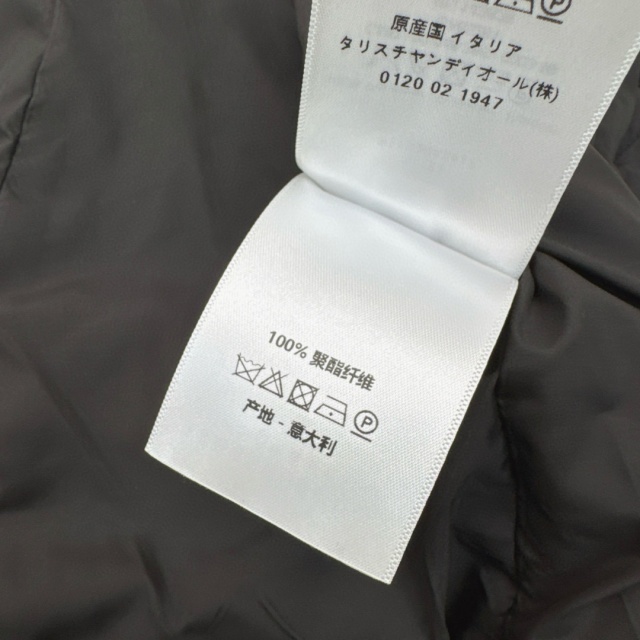 原産国 イタリア
タリスチャンディオール(株)
0120 02 1947
100% 聚酯纤维
产地 - 意大利